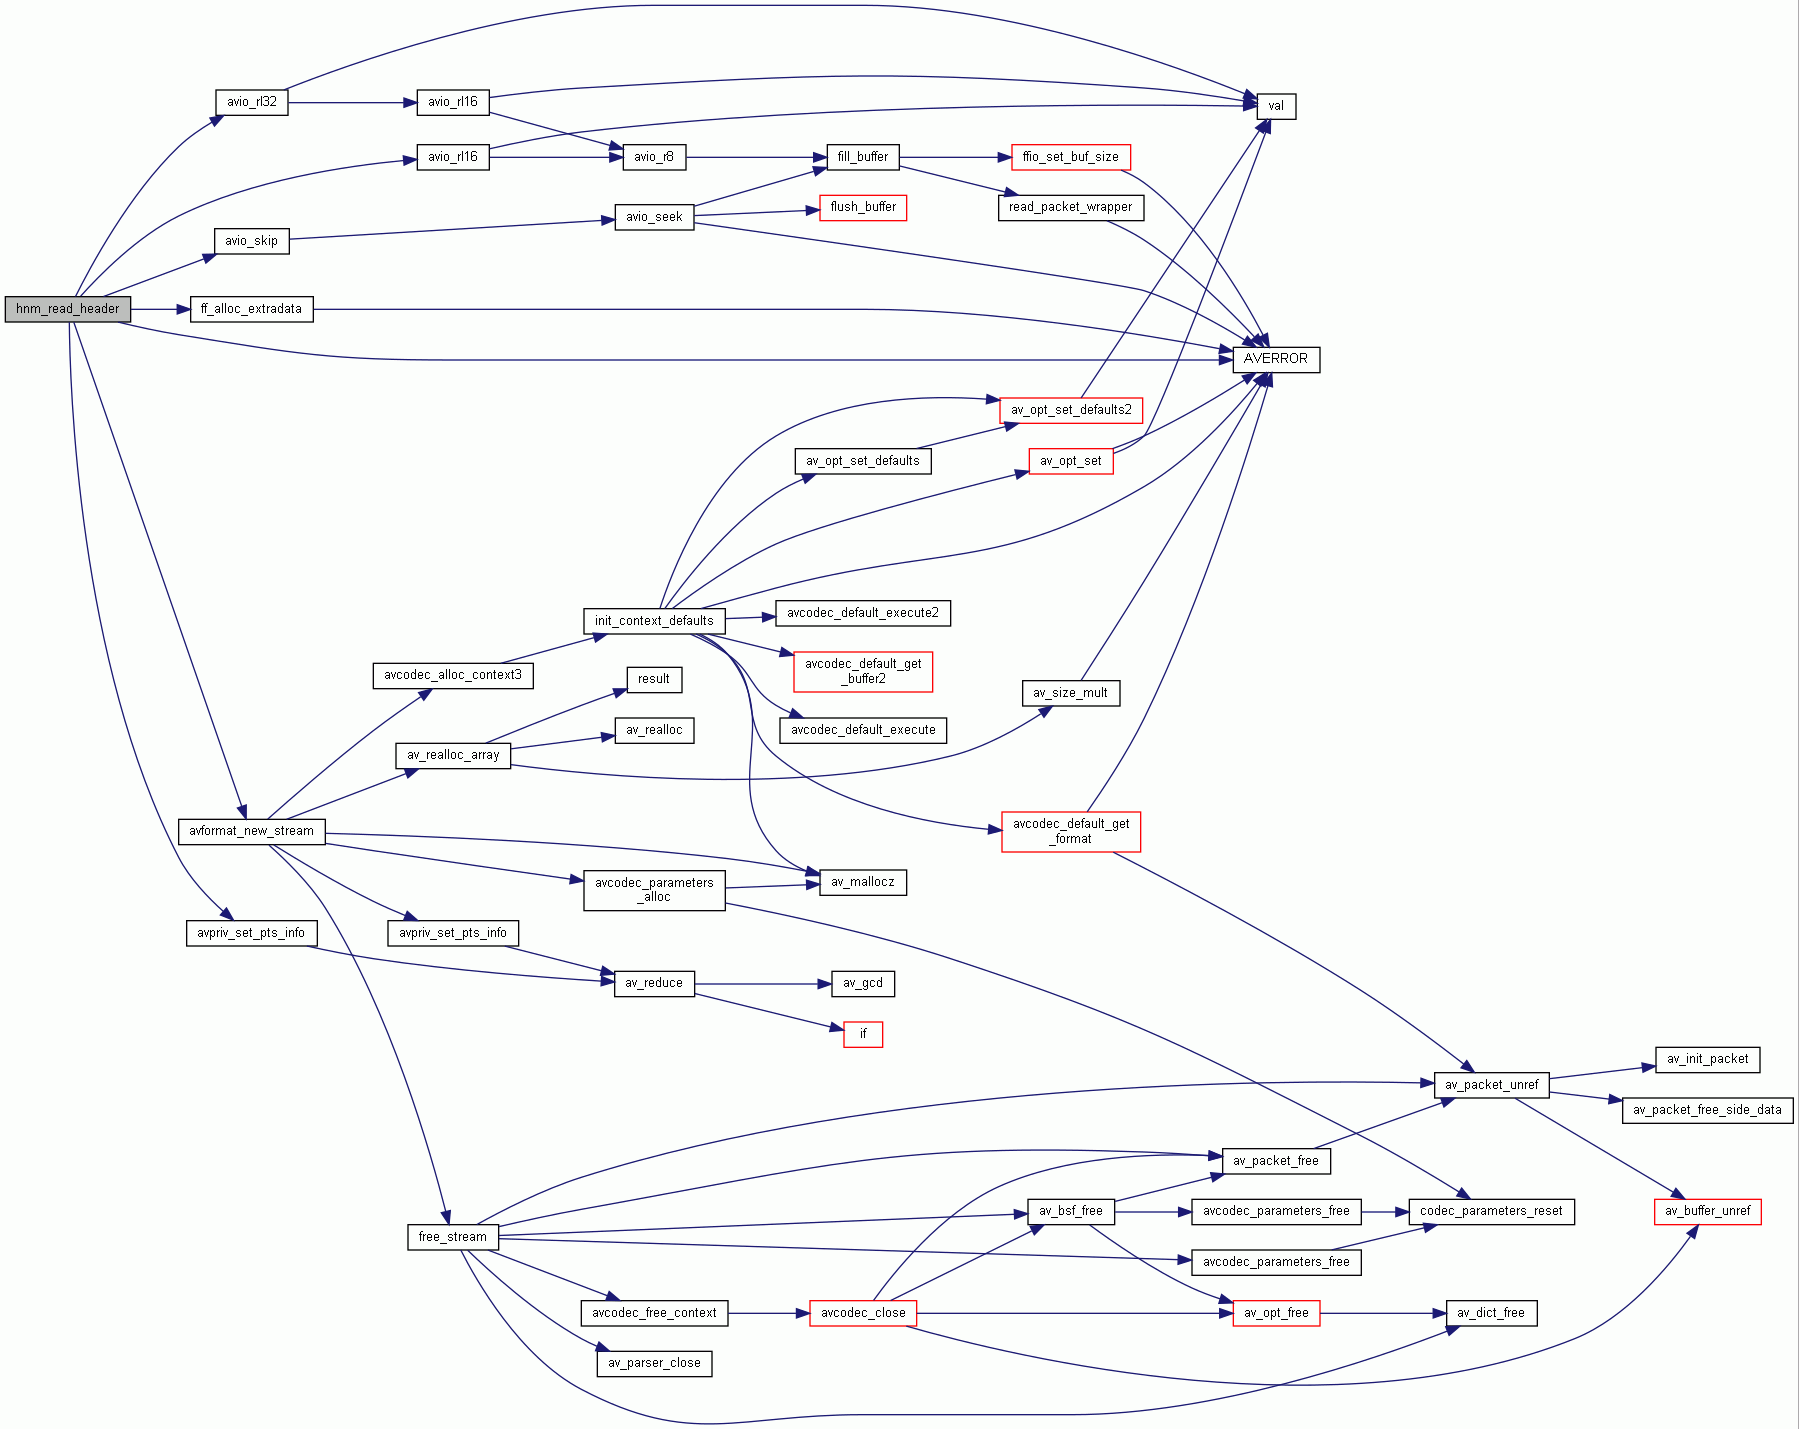 avio_rl32
avio_rl16
val
avio_rl16
avio_r8
fill_buffer
ffio_set_buf_size
flush_buffer
read_packet_wrapper
avio_seek
avio_skip
hnm_read_header
ff_alloc_extradata
AVERROR
av_opt_set_defaults2
av_opt_set_defaults
av_opt_set
init_context_defaults
avcodec_default_execute2
avcodec_default_get
_buffer2
avcodec_alloc_context3
result
av_size_mult
av_realloc
avcodec_default_execute
av_realloc_array
avformat_new_stream
avcodec_default_get
_format
avcodec_parameters
_alloc
av_mallocz
avpriv_set_pts_info
avpriv_set_pts_info
av_reduce
av_gcd
if
av_init_packet
av_packet_unref
av_packet_free_side_data
av_packet_free
av_bsf_free
avcodec_parameters_free
codec_parameters_reset
av_buffer_unref
free_stream
avcodec_parameters_free
avcodec_free_context
avcodec_close
av_opt_free
av_dict_free
av_parser_close